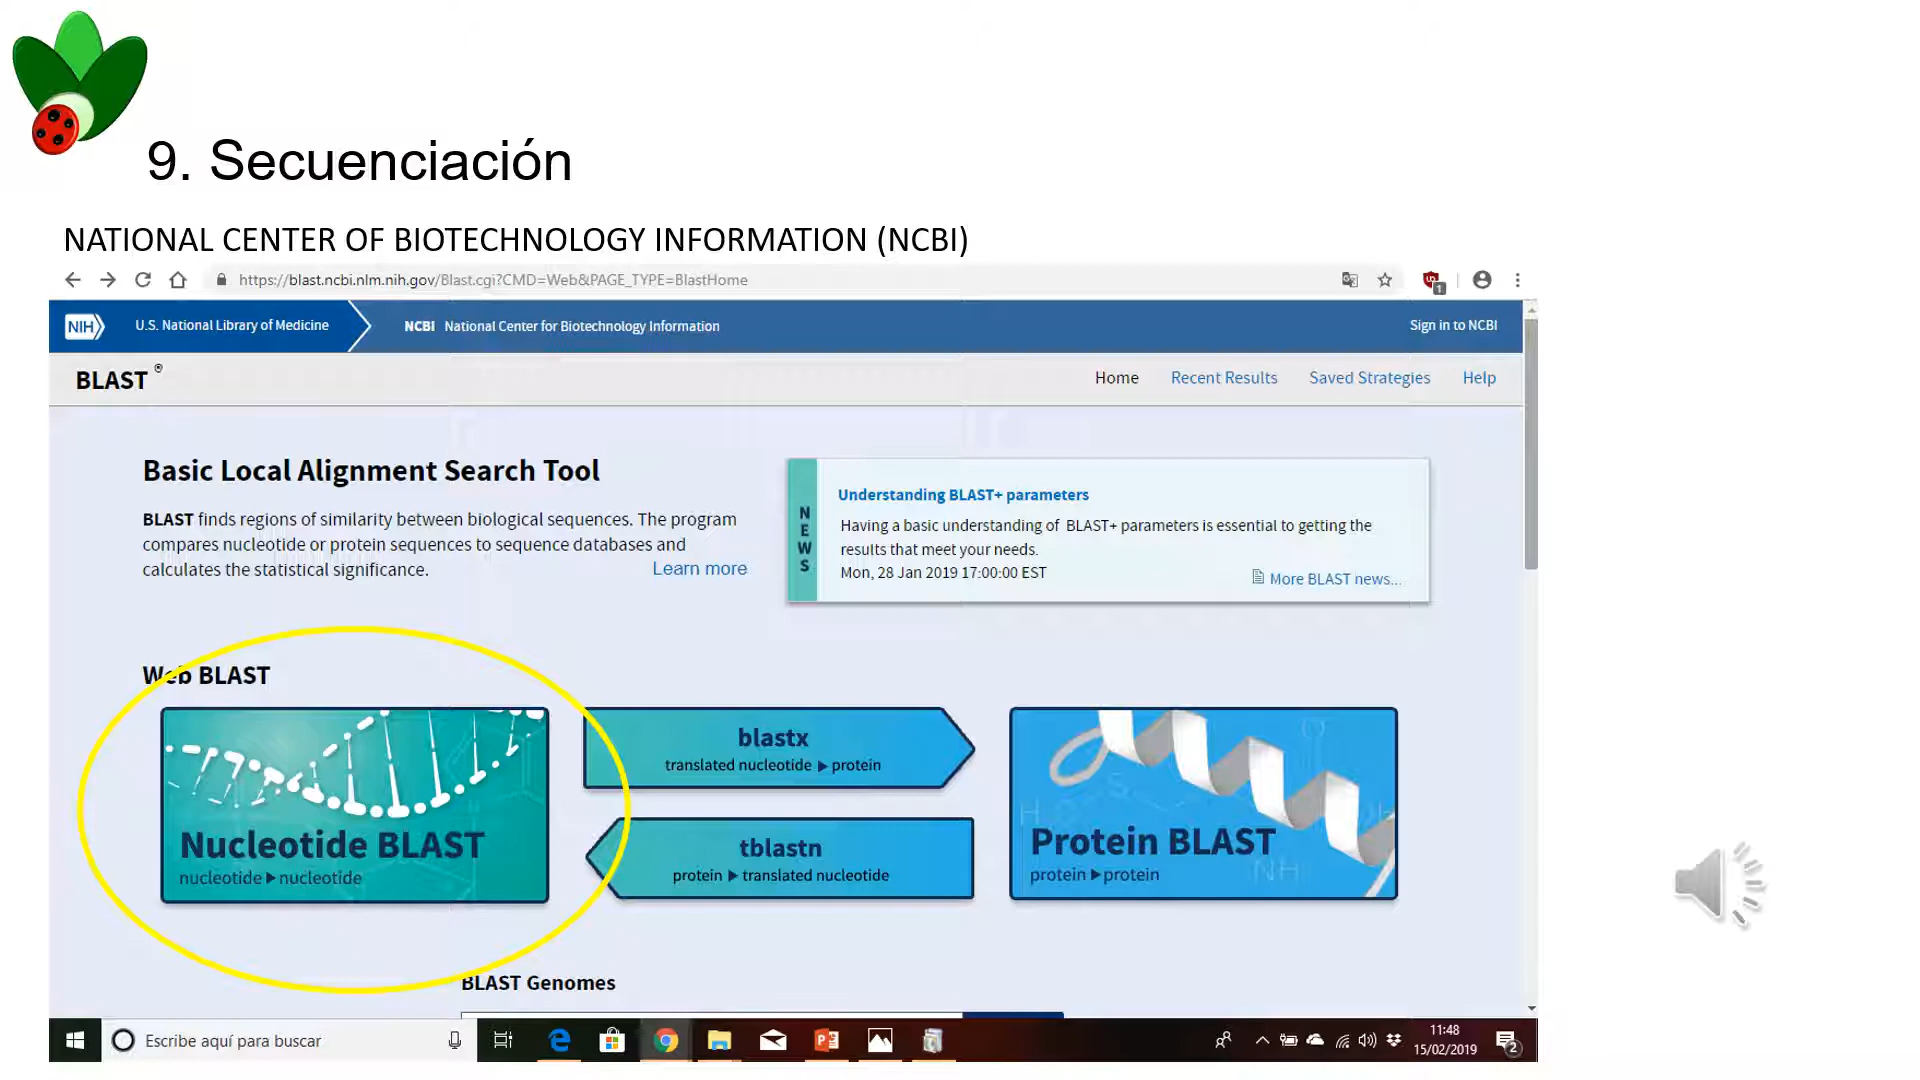 9. Secuenciación
NATIONAL CENTER OF BIOTECHNOLOGY INFORMATION (NCBI)
https://blast.ncbi.nlm.nih.gov/Blast.cgi?CMD=Web&PAGE_TYPE=BlastHome
1
NIH U.S. National Library of Medicine NCBI National Center for Biotechnology Information Sign in to NCBI
BLAST ® Home Recent Results Saved Strategies Help
Basic Local Alignment Search Tool
BLAST finds regions of similarity between biological sequences. The program
compares nucleotide or protein sequences to sequence databases and
calculates the statistical significance. Learn more
NEWS
Understanding BLAST+ parameters
Having a basic understanding of BLAST+ parameters is essential to getting the
results that meet your needs.
Mon, 28 Jan 2019 17:00:00 EST
More BLAST news...
Web BLAST
Nucleotide BLAST
nucleotide ▶ nucleotide
blastx
translated nucleotide ▶ protein
tblastn
protein ▶ translated nucleotide
Protein BLAST
protein ▶ protein
BLAST Genomes
Escribe aquí para buscar
11:48
15/02/2019
2